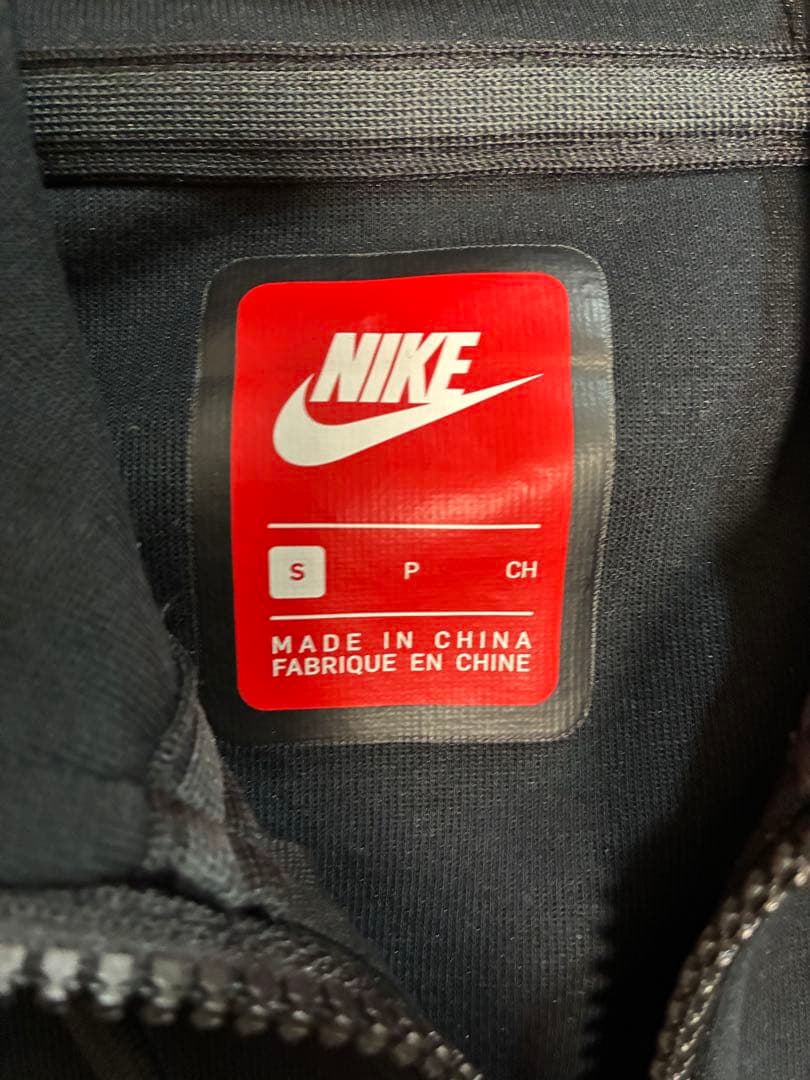 NIKE
S P CH
MADE IN CHINA
FABRIQUE EN CHINE